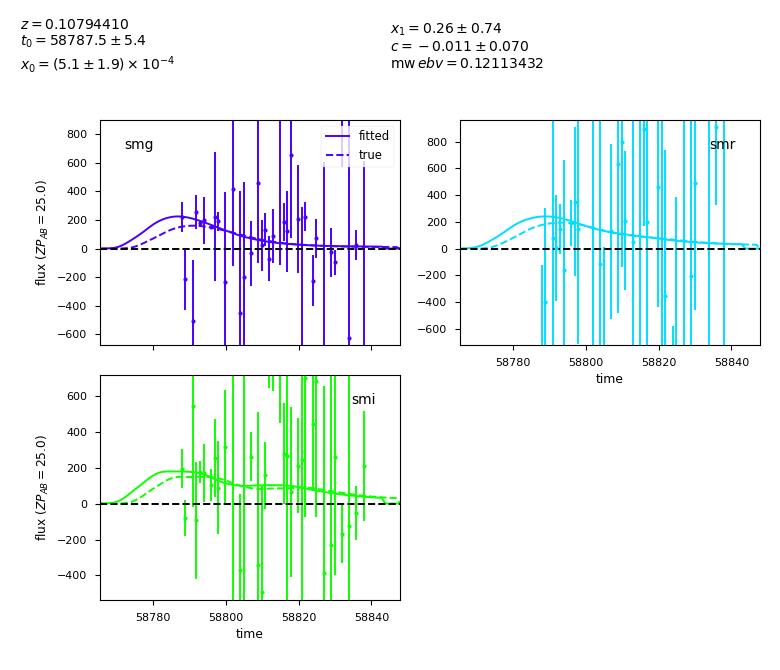 z = 0.10794410
t₀ = 58787.5 ± 5.4
x₀ = (5.1 ± 1.9) × 10⁻⁴
x₁ = 0.26 ± 0.74
c = −0.011 ± 0.070
mw ebv = 0.12113432
smg
fitted
true
800
600
400
200
0
−200
−400
−600
flux (ZP_AB = 25.0)
smr
800
600
400
200
0
−200
−400
−600
58780 58800 58820 58840
time
smi
600
400
200
0
−200
−400
flux (ZP_AB = 25.0)
58780 58800 58820 58840
time